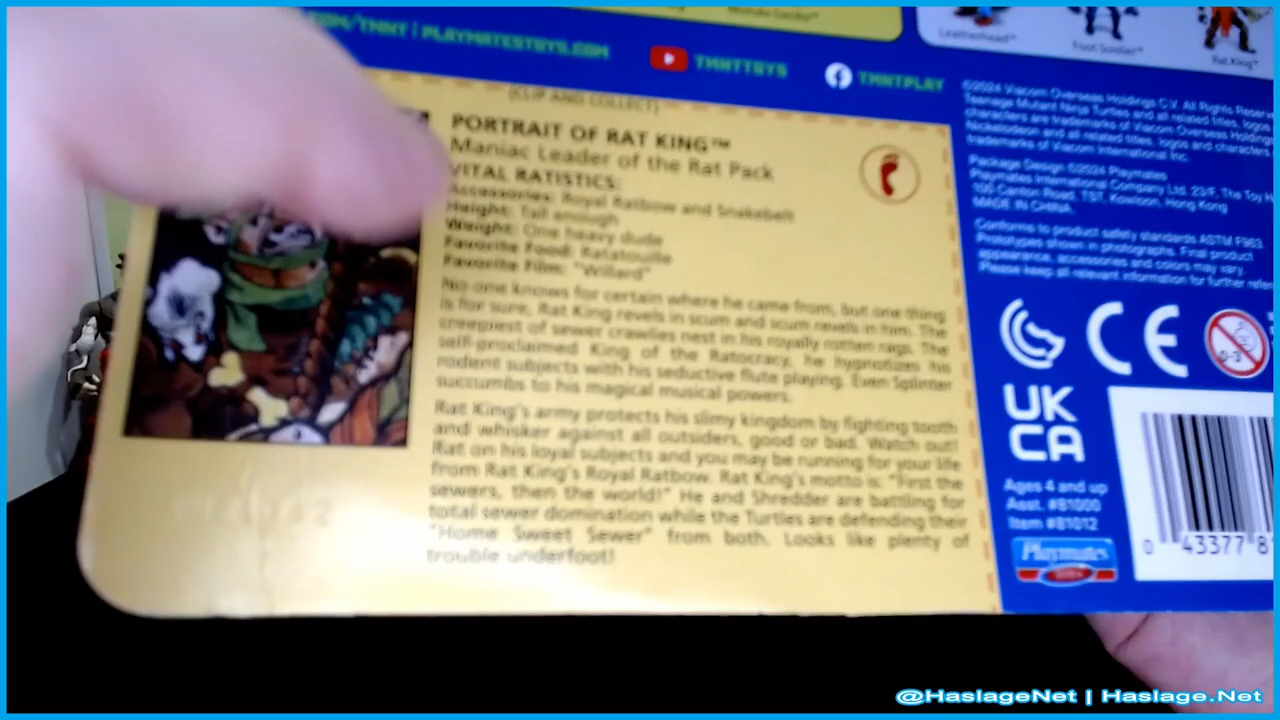 COM/TMNT | PLAYMATESTOYS.COM
TMNTTOYS
TMNTPLAY
Mondo Gecko™
Leatherhead™
Foot Soldier™
Rat King™
(CLIP AND COLLECT)
PORTRAIT OF RAT KING™
Maniac Leader of the Rat Pack
VITAL RATISTICS:
Accessories: Royal Ratbow and Snakebelt
Height: Tall enough
Weight: One heavy dude
Favorite Food: Ratatouille
Favorite Film: "Willard"
No one knows for certain where he came from, but one thing
is for sure, Rat King revels in scum and scum revels in him. The
creepiest of sewer crawlies nest in his royally rotten rags. The
self-proclaimed King of the Ratocracy, he hypnotizes his
rodent subjects with his seductive flute playing. Even Splinter
succumbs to his magical musical powers.
Rat King's army protects his slimy kingdom by fighting tooth
and whisker against all outsiders, good or bad. Watch out!
Rat on his loyal subjects and you may be running for your life
from Rat King's Royal Ratbow. Rat King's motto is: "First the
sewers, then the world!" He and Shredder are battling for
total sewer domination while the Turtles are defending their
"Home Sweet Sewer" from both. Looks like plenty of
trouble underfoot!
©2024 Viacom Overseas Holdings C.V. All Rights Reserv
Teenage Mutant Ninja Turtles and all related titles, logos
characters are trademarks of Viacom Overseas Holdings
Nickelodeon and all related titles, logos and characters
trademarks of Viacom International Inc.
Package Design ©2024 Playmates
Playmates International Company Ltd. 23/F, The Toy H
100 Canton Road, TST, Kowloon, Hong Kong
MADE IN CHINA.
Conforms to product safety standards ASTM F963.
Prototypes shown in photographs. Final product
appearance, accessories and colors may vary.
Please keep all relevant information for further refer
CE
0-3
UK
CA
Ages 4 and up
Asst. #81000
Item #81012
Playmates
0 43377 8
@HaslageNet | Haslage.Net